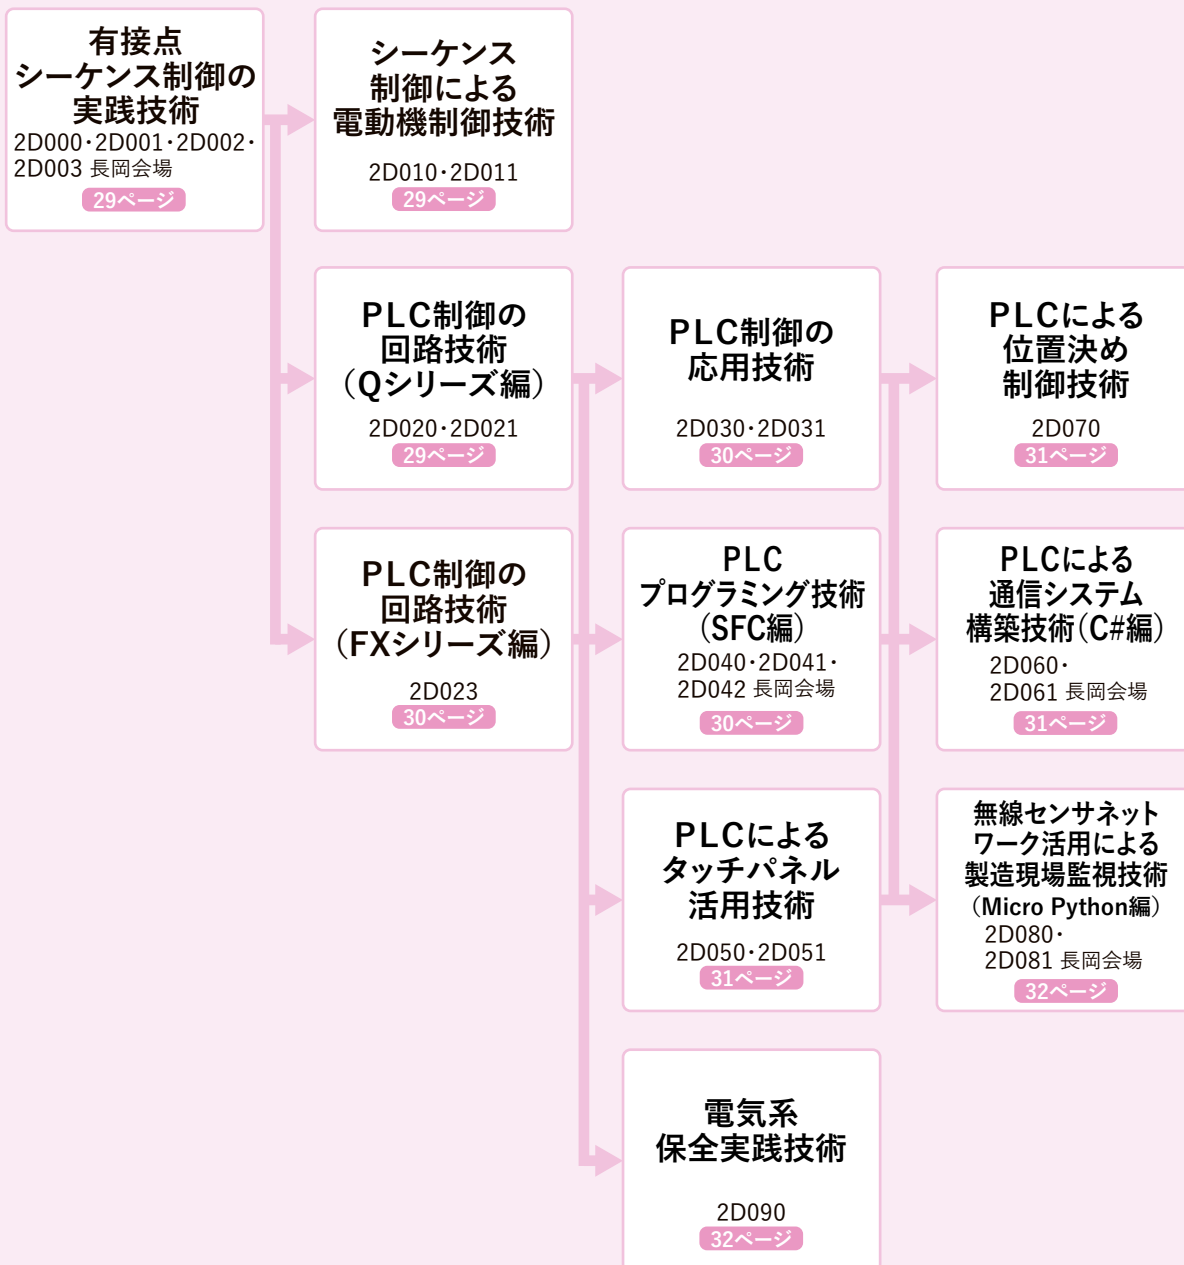 有接点
シーケンス制御の
実践技術
2D000・2D001・2D002・
2D003 長岡会場
29ページ
シーケンス
制御による
電動機制御技術
2D010・2D011
29ページ
PLC制御の
回路技術
（Qシリーズ編）
2D020・2D021
29ページ
PLC制御の
応用技術
2D030・2D031
30ページ
PLCによる
位置決め
制御技術
2D070
31ページ
PLC制御の
回路技術
（FXシリーズ編）
2D023
30ページ
PLC
プログラミング技術
（SFC編）
2D040・2D041・
2D042 長岡会場
30ページ
PLCによる
通信システム
構築技術（C#編）
2D060・
2D061 長岡会場
31ページ
PLCによる
タッチパネル
活用技術
2D050・2D051
31ページ
無線センサネット
ワーク活用による
製造現場監視技術
（Micro Python編）
2D080・
2D081 長岡会場
32ページ
電気系
保全実践技術
2D090
32ページ